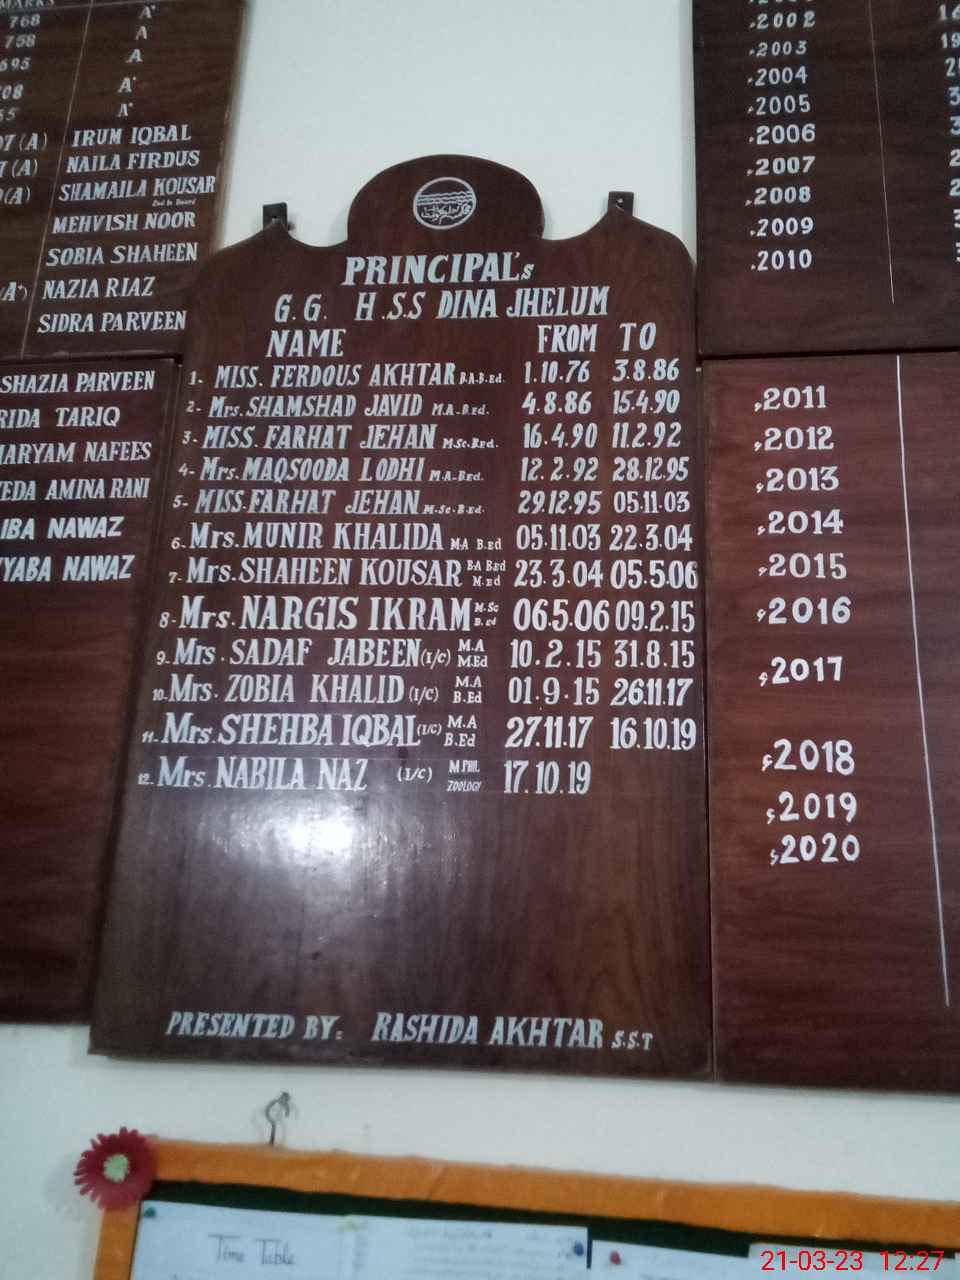 MARKS
768 A+
758 A
695 A
A+
A+
(A) IRUM IQBAL
(A) NAILA FIRDUS
(A) SHAMAILA KOUSAR
2nd In Board
MEHVISH NOOR
SOBIA SHAHEEN
(A+) NAZIA RIAZ
SIDRA PARVEEN
SHAZIA PARVEEN
TARIQ
MARYAM NAFEES
AMINA RANI
NAWAZ
NAWAZ
PRINCIPAL's
G.G. H.S.S DINA JHELUM
NAME FROM TO
1- MISS. FERDOUS AKHTAR B.A-B.Ed. 1.10.76 3.8.86
2- Mrs. SHAMSHAD JAVID M.A-B.Ed. 4.8.86 15.4.90
3- MISS. FARHAT JEHAN M.Sc.B.Ed. 16.4.90 11.2.92
4- Mrs. MAQSOODA LODHI M.A-B.Ed 12.2.92 28.12.95
5- MISS.FARHAT JEHAN M.Sc-B.Ed. 29.12.95 05.11.03
6- Mrs. MUNIR KHALIDA M.A B.Ed 05.11.03 22.3.04
7- Mrs. SHAHEEN KOUSAR B.A B.Ed M.Ed 23.3.04 05.5.06
8- Mrs. NARGIS IKRAM M.Sc B.Ed 06.5.06 09.2.15
9- Mrs. SADAF JABEEN (I/C) M.A M.Ed 10.2.15 31.8.15
10- Mrs. ZOBIA KHALID (I/C) M.A B.Ed 01.9.15 26.11.17
11- Mrs. SHEHBA IQBAL (I/C) M.A B.Ed 27.11.17 16.10.19
12- Mrs. NABILA NAZ (I/C) M.PHIL ZOOLOGY 17.10.19
PRESENTED BY: RASHIDA AKHTAR S.S.T
,2002
,2003
,2004
,2005
,2006
,2007
,2008
,2009
,2010
,2011
,2012
,2013
,2014
,2015
,2016
,2017
,2018
,2019
,2020
Time Table
21-03-23 12:27